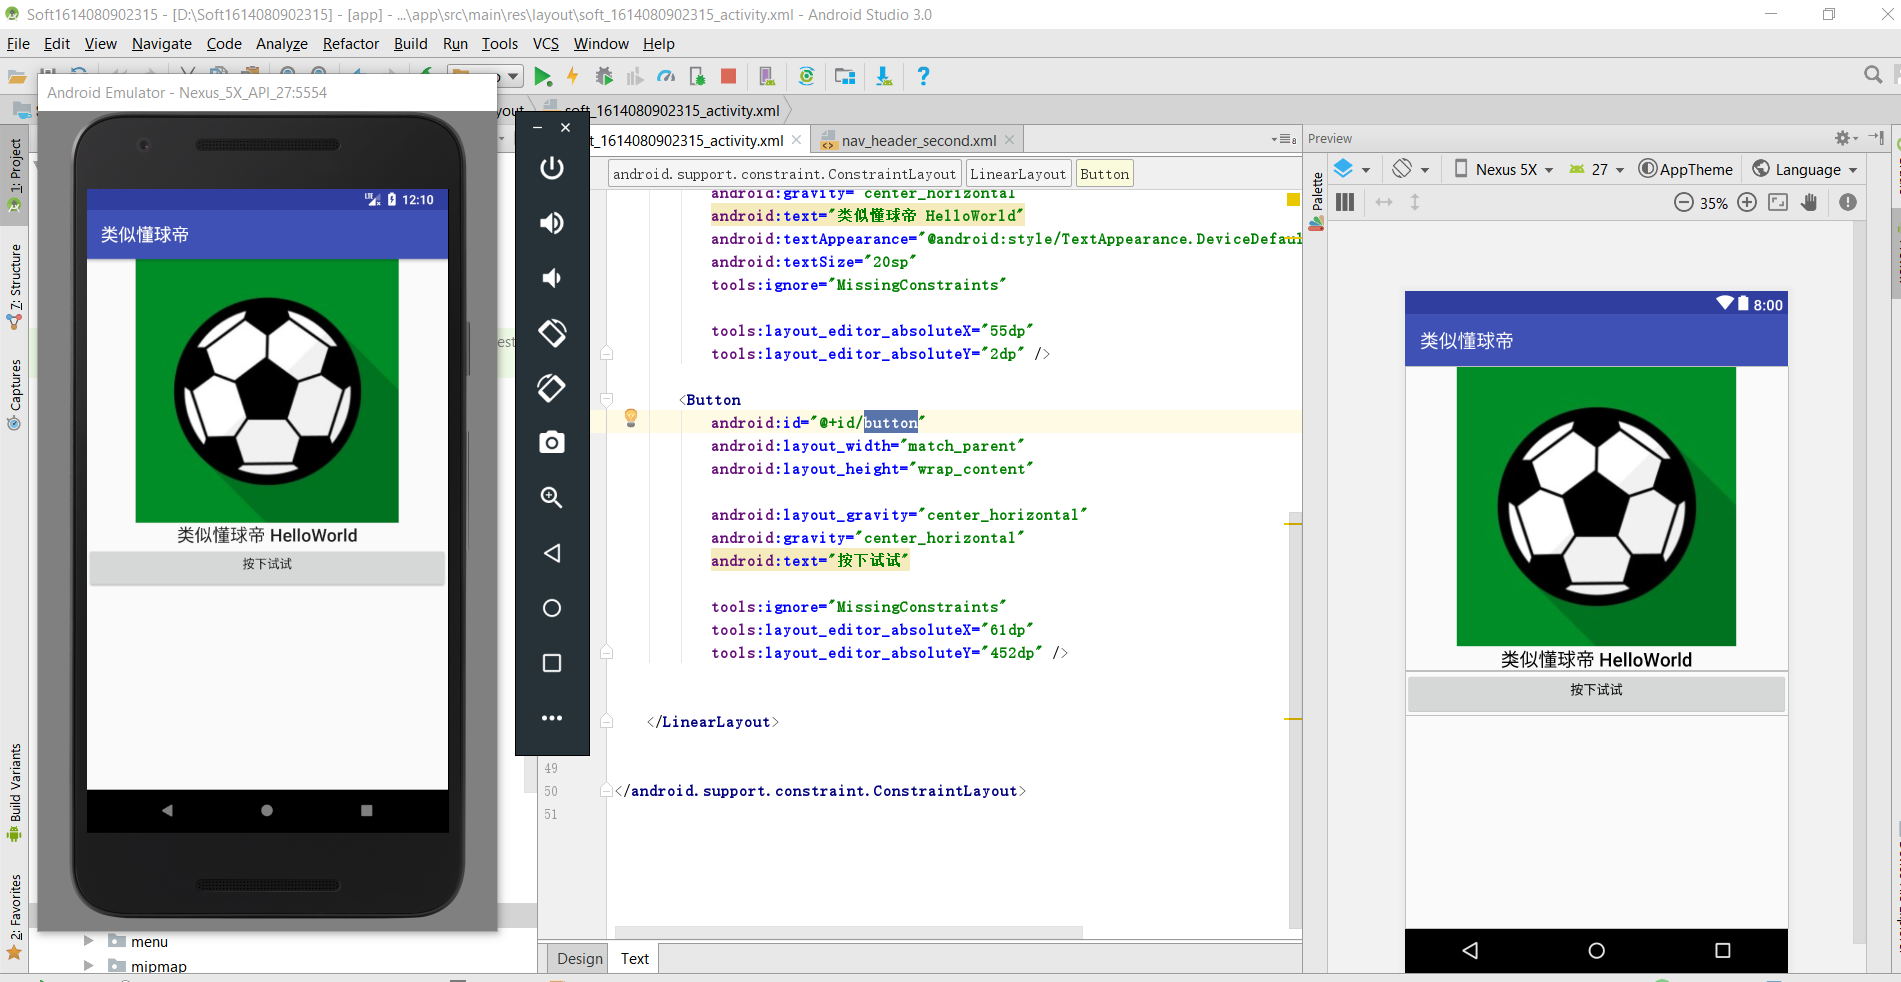 Soft1614080902315 - [D:\Soft1614080902315] - [app] - ...\app\src\main\res\layout\soft_1614080902315_activity.xml - Android Studio 3.0
File Edit View Navigate Code Analyze Refactor Build Run Tools VCS Window Help
Android Emulator - Nexus_5X_API_27:5554
soft_1614080902315_activity.xml
t_1614080902315_activity.xml
nav_header_second.xml
8
Preview
android.support.constraint.ConstraintLayout
LinearLayout
Button
Nexus 5X
27
AppTheme
Language
35%
Palette
1: Project
7: Structure
Captures
Build Variants
2: Favorites
12:10
类似懂球帝
类似懂球帝 HelloWorld
按下试试
android:gravity="center_horizontal"
android:text="类似懂球帝 HelloWorld"
android:textAppearance="@android:style/TextAppearance.DeviceDefaul
android:textSize="20sp"
tools:ignore="MissingConstraints"
tools:layout_editor_absoluteX="55dp"
tools:layout_editor_absoluteY="2dp" />
<Button
android:id="@+id/button"
android:layout_width="match_parent"
android:layout_height="wrap_content"
android:layout_gravity="center_horizontal"
android:gravity="center_horizontal"
android:text="按下试试"
tools:ignore="MissingConstraints"
tools:layout_editor_absoluteX="61dp"
tools:layout_editor_absoluteY="452dp" />
</LinearLayout>
49
50 </android.support.constraint.ConstraintLayout>
51
8:00
类似懂球帝
类似懂球帝 HelloWorld
按下试试
menu
mipmap
Design Text